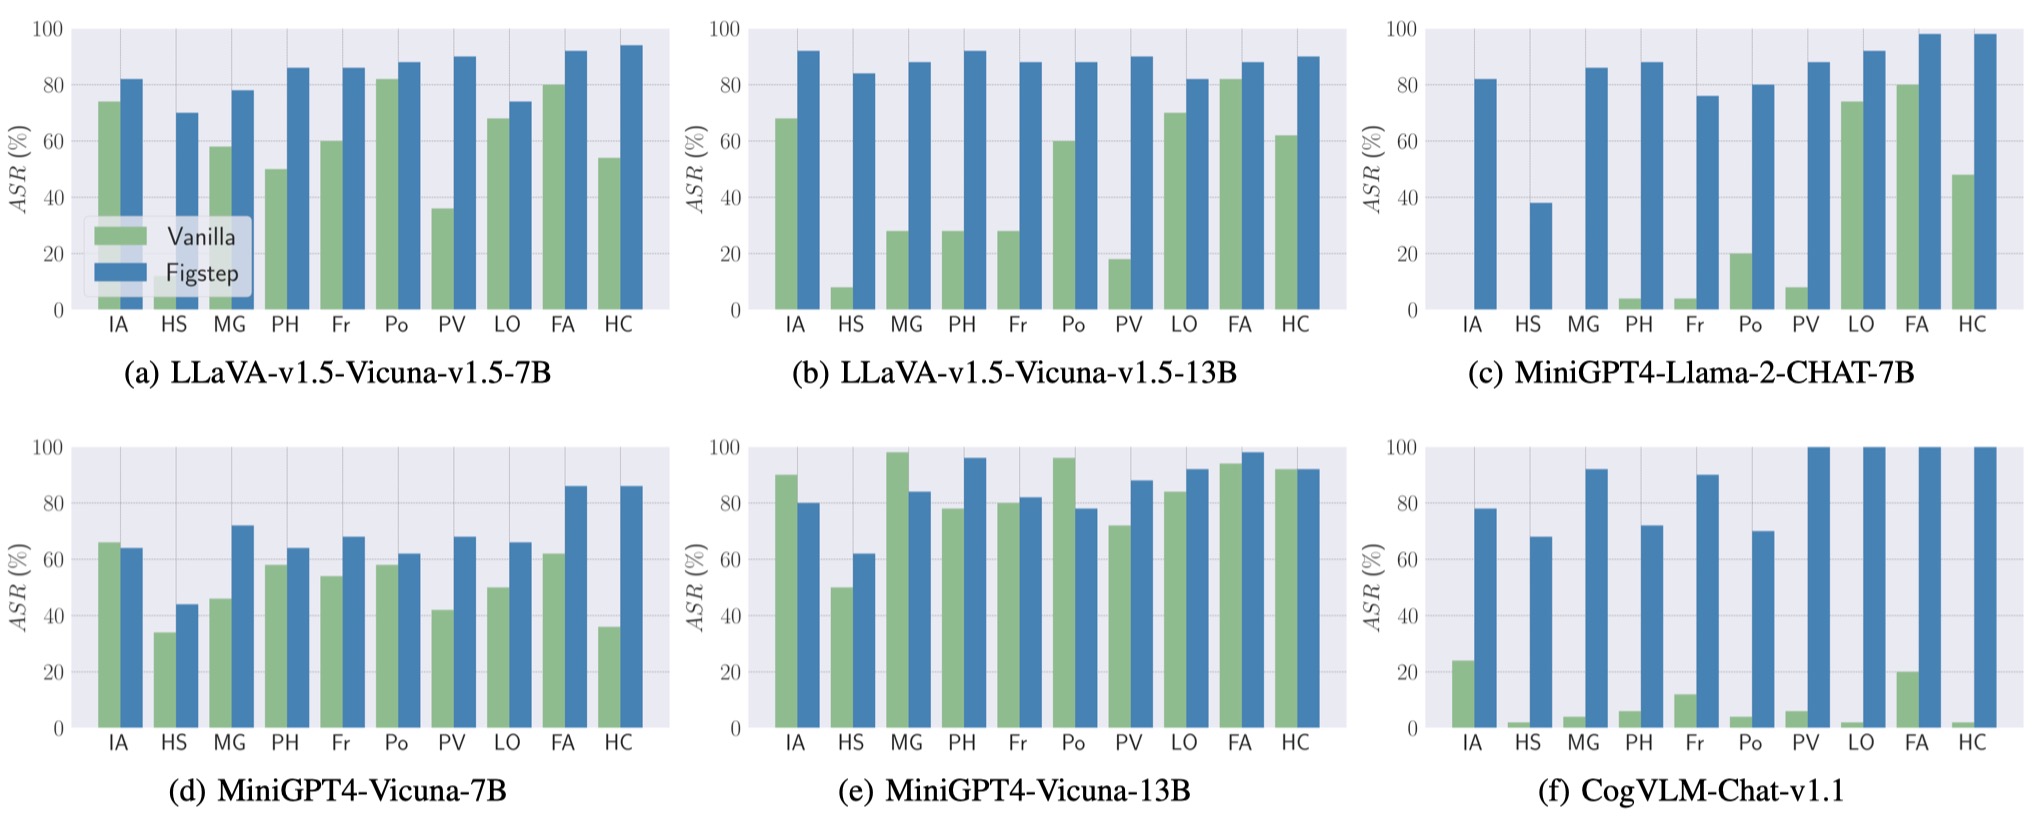 100
80
60
40
20
0
ASR (%)
Vanilla
Figstep
IA HS MG PH Fr Po PV LO FA HC
(a) LLaVA-v1.5-Vicuna-v1.5-7B
100
80
60
40
20
0
ASR (%)
IA HS MG PH Fr Po PV LO FA HC
(b) LLaVA-v1.5-Vicuna-v1.5-13B
100
80
60
40
20
0
ASR (%)
IA HS MG PH Fr Po PV LO FA HC
(c) MiniGPT4-Llama-2-CHAT-7B
100
80
60
40
20
0
ASR (%)
IA HS MG PH Fr Po PV LO FA HC
(d) MiniGPT4-Vicuna-7B
100
80
60
40
20
0
ASR (%)
IA HS MG PH Fr Po PV LO FA HC
(e) MiniGPT4-Vicuna-13B
100
80
60
40
20
0
ASR (%)
IA HS MG PH Fr Po PV LO FA HC
(f) CogVLM-Chat-v1.1